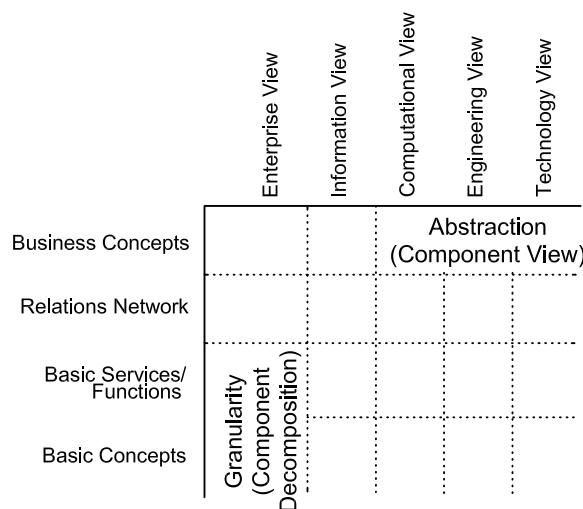 Enterprise View
Information View
Computational View
Engineering View
Technology View
Business Concepts
Abstraction
(Component View)
Relations Network
Basic Services/
Functions
Basic Concepts
Granularity
(Component
Decomposition)